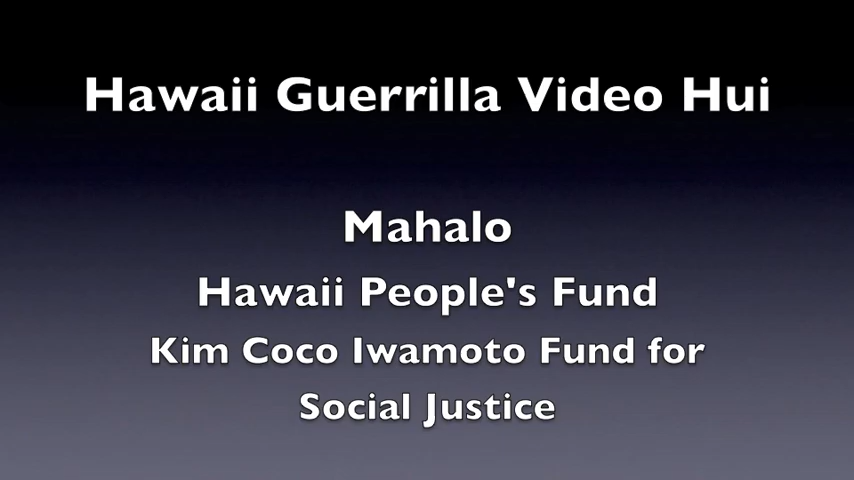 Hawaii Guerrilla Video Hui
Mahalo
Hawaii People's Fund
Kim Coco Iwamoto Fund for
Social Justice